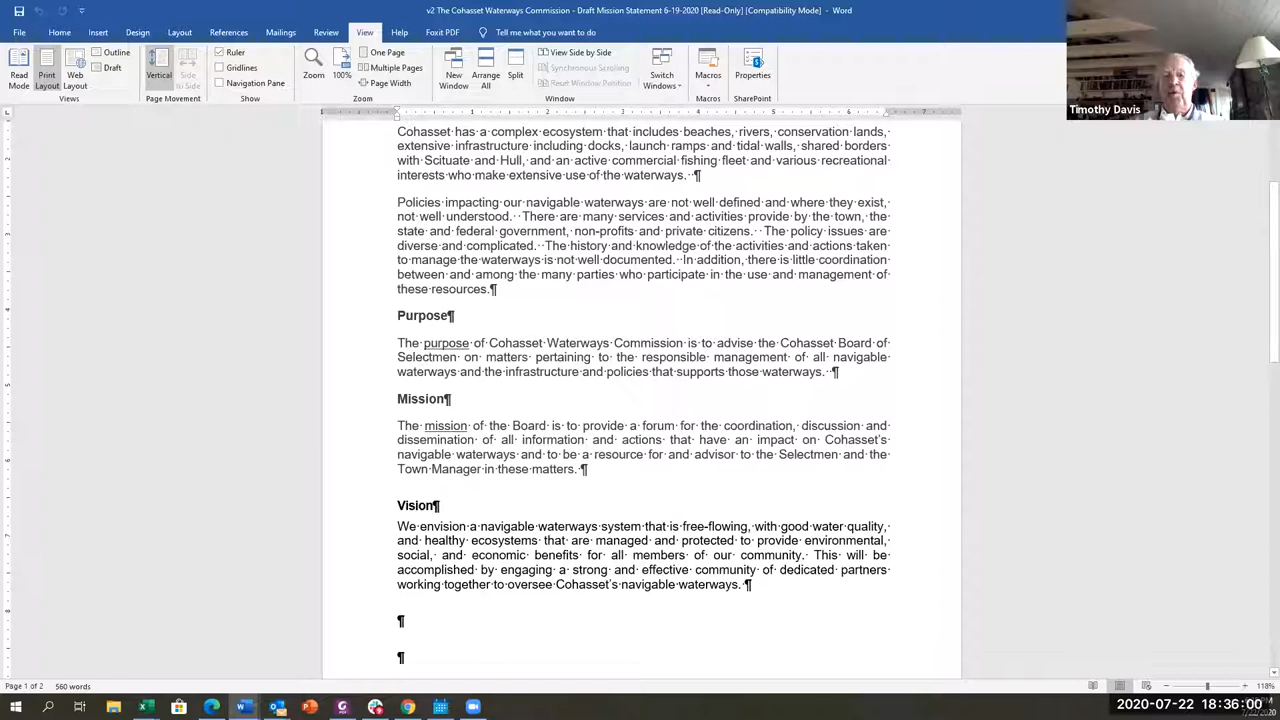 v2 The Cohasset Waterways Commission - Draft Mission Statement 6-19-2020 [Read-Only] [Compatibility Mode] - Word
File Home Insert Design Layout References Mailings Review View Help Foxit PDF Tell me what you want to do
Read Mode
Print Layout
Web Layout
Outline
Draft
Views
Vertical
Side to Side
Page Movement
Ruler
Gridlines
Navigation Pane
Show
Zoom
100%
One Page
Multiple Pages
Page Width
Zoom
New Window
Arrange All
Split
View Side by Side
Synchronous Scrolling
Reset Window Position
Window
Switch Windows
Macros
Macros
Properties
SharePoint
Timothy Davis
Cohasset has a complex ecosystem that includes beaches, rivers, conservation lands,
extensive infrastructure including docks, launch ramps and tidal walls, shared borders
with Scituate and Hull, and an active commercial fishing fleet and various recreational
interests who make extensive use of the waterways. ¶
Policies impacting our navigable waterways are not well defined and where they exist,
not well understood. There are many services and activities provide by the town, the
state and federal government, non-profits and private citizens. The policy issues are
diverse and complicated. The history and knowledge of the activities and actions taken
to manage the waterways is not well documented. In addition, there is little coordination
between and among the many parties who participate in the use and management of
these resources.¶
Purpose¶
The purpose of Cohasset Waterways Commission is to advise the Cohasset Board of
Selectmen on matters pertaining to the responsible management of all navigable
waterways and the infrastructure and policies that supports those waterways. ¶
Mission¶
The mission of the Board is to provide a forum for the coordination, discussion and
dissemination of all information and actions that have an impact on Cohasset's
navigable waterways and to be a resource for and advisor to the Selectmen and the
Town Manager in these matters. ¶
Vision¶
We envision a navigable waterways system that is free-flowing, with good water quality,
and healthy ecosystems that are managed and protected to provide environmental,
social, and economic benefits for all members of our community. This will be
accomplished by engaging a strong and effective community of dedicated partners
working together to oversee Cohasset's navigable waterways. ¶
¶
¶
Page 1 of 2 560 words
118%
2020-07-22 18:36:00